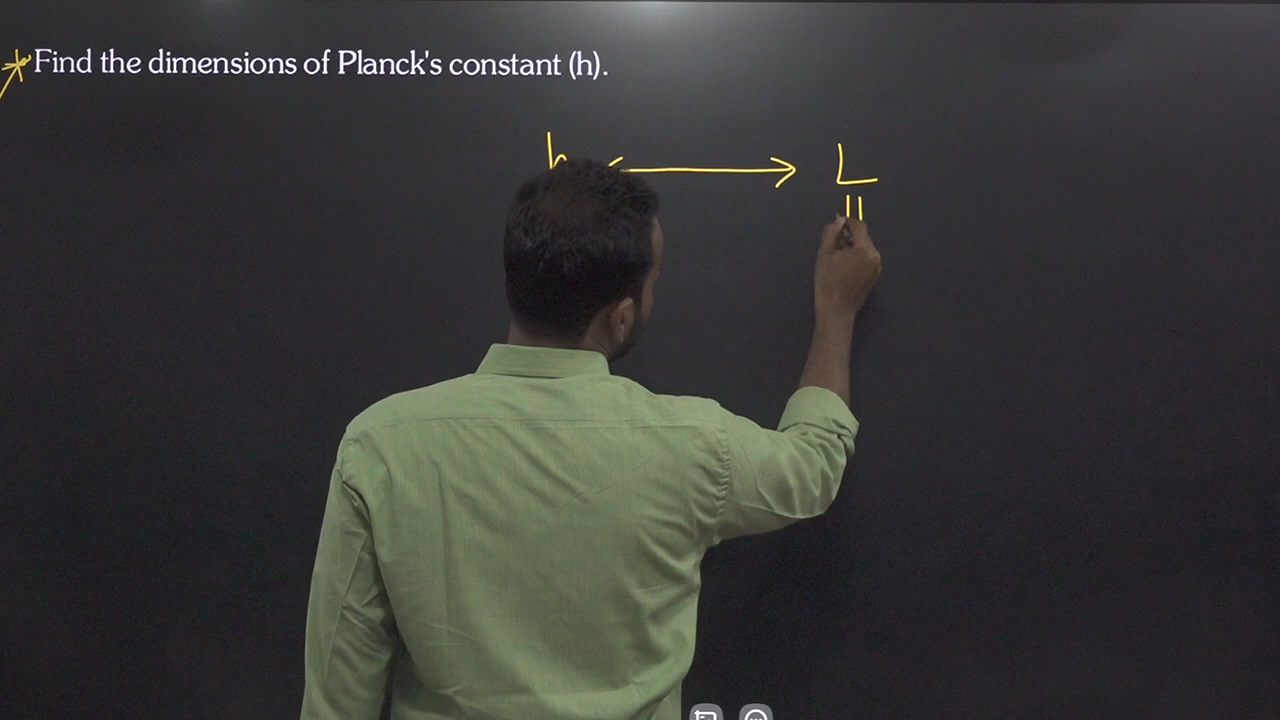 Find the dimensions of Planck's constant (h).
h ⟷ L